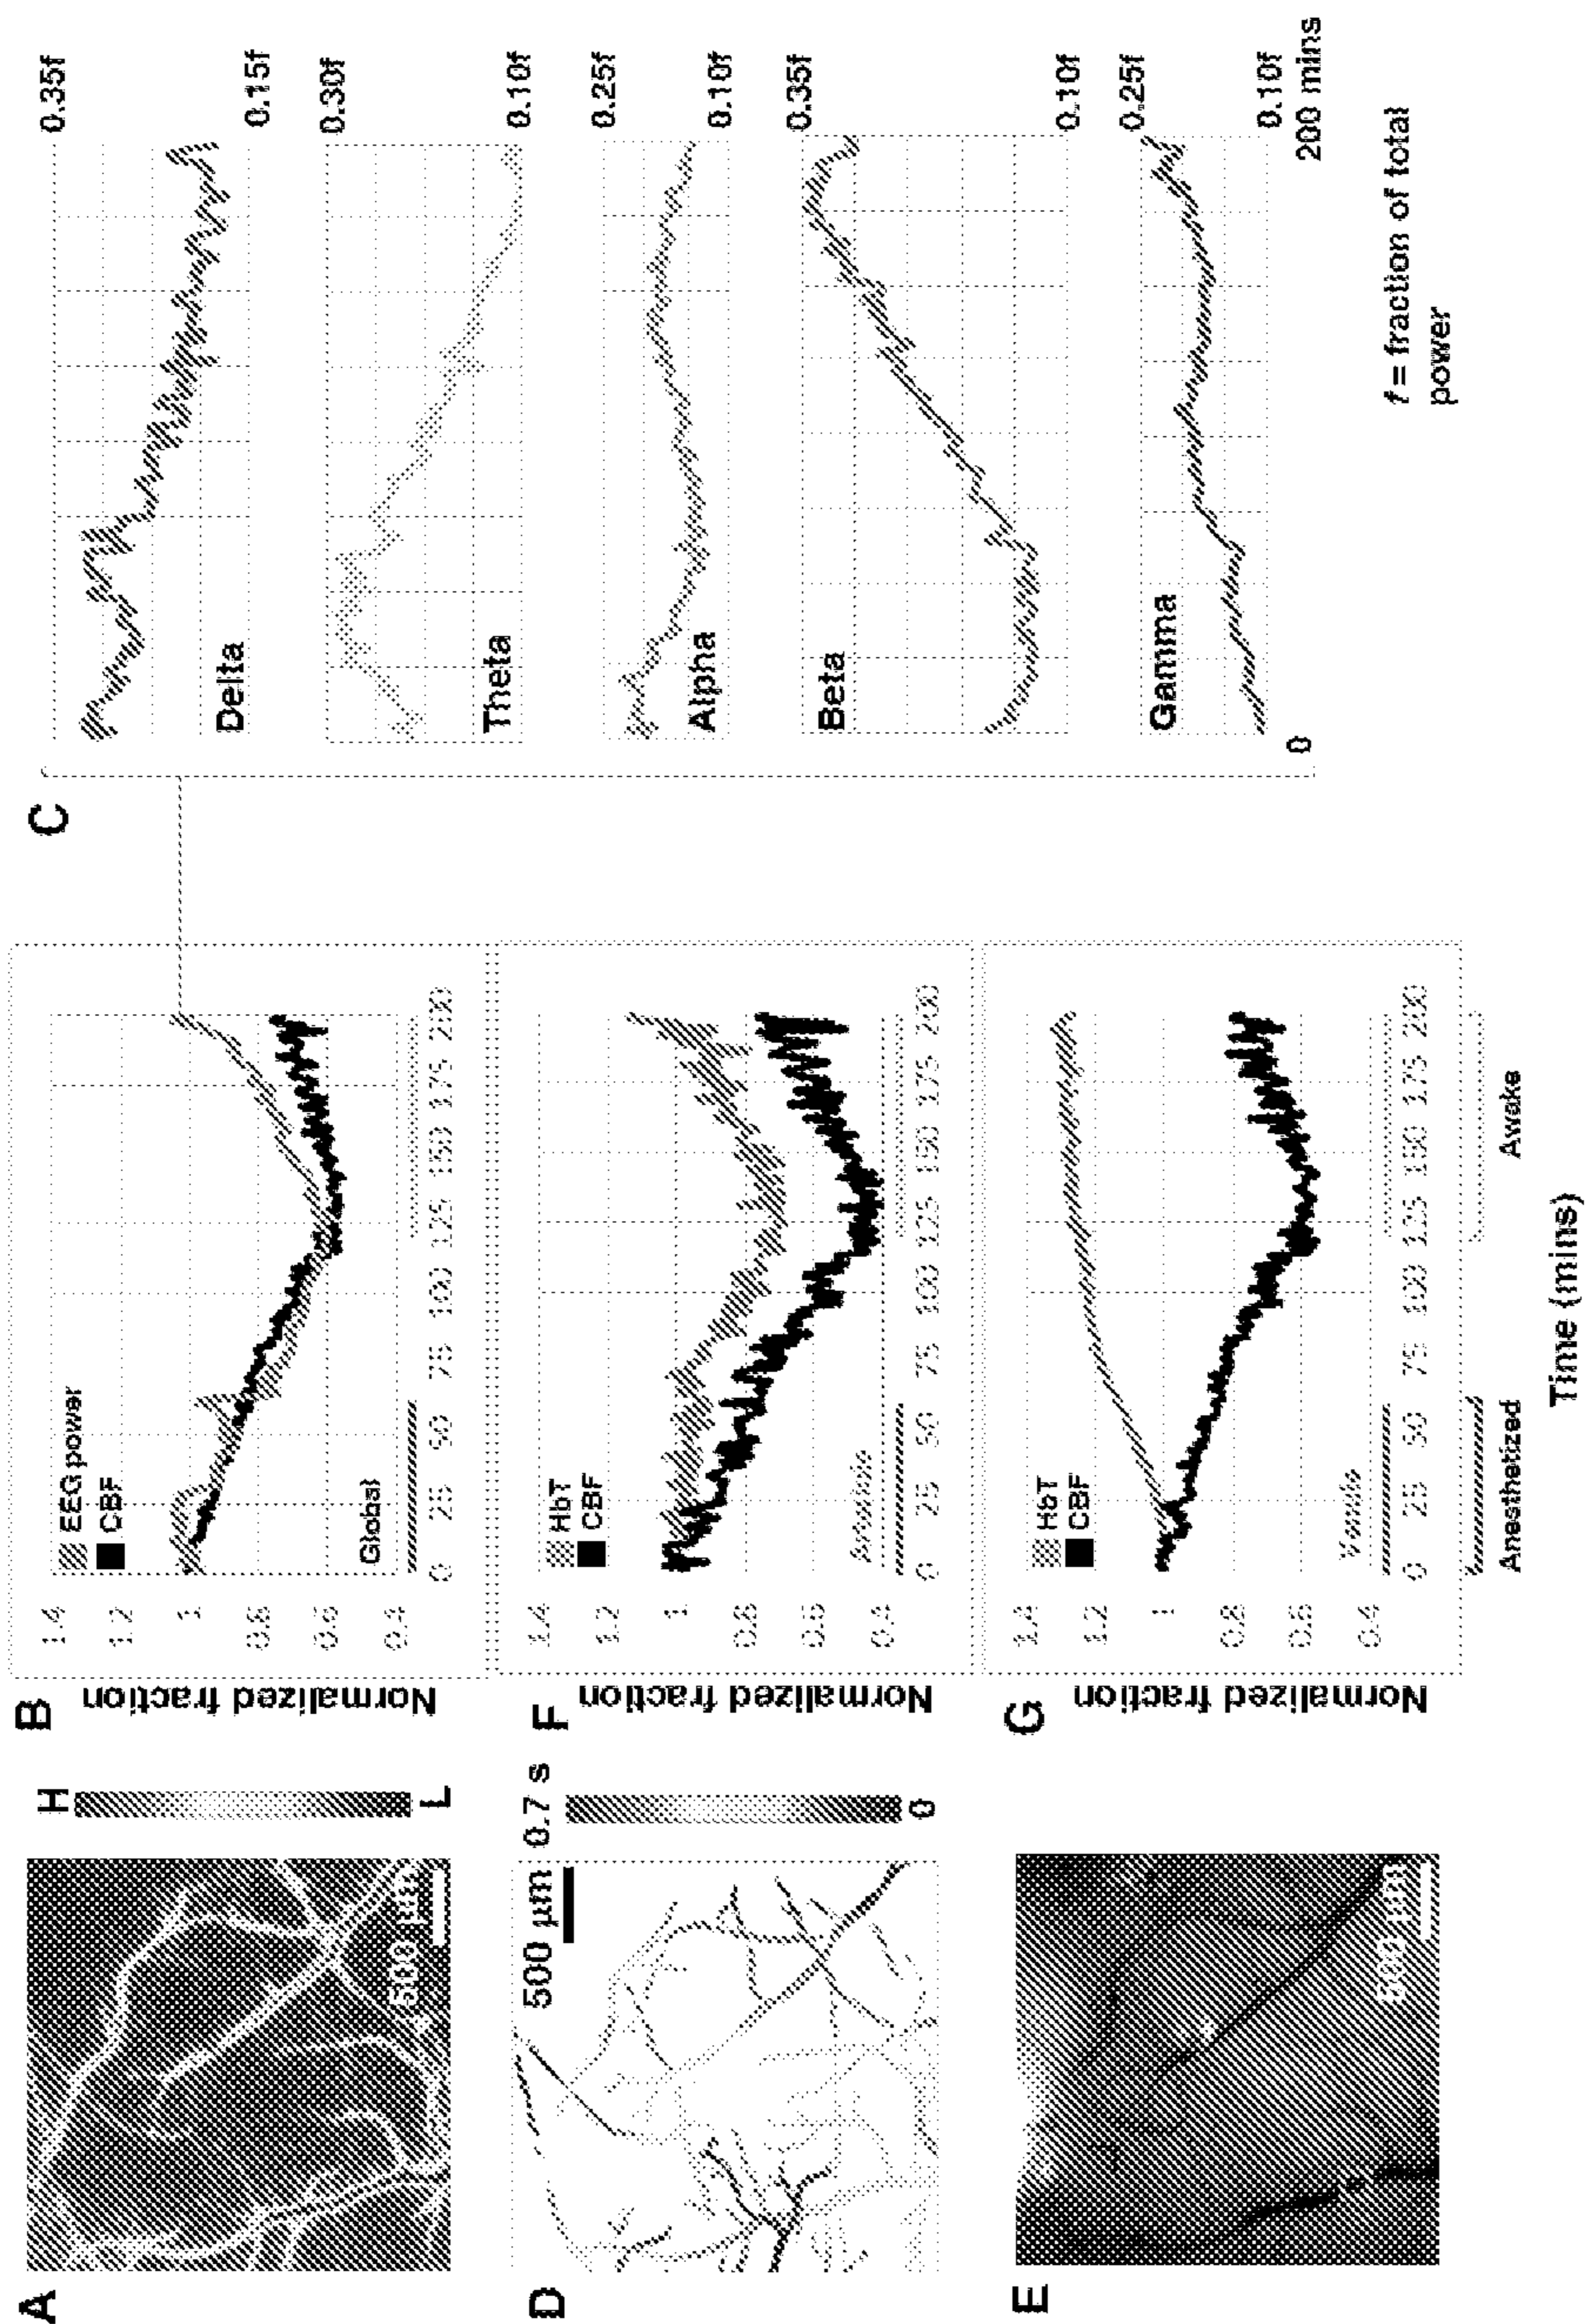 A
H
L
500 µm
B
Normalized fraction
1.4
1.2
1
0.8
0.6
0.4
EEG power
CBF
Global
0 25 50 75 100 125 150 175 200
C
Delta
0.35f
0.15f
Theta
0.30f
0.10f
Alpha
0.25f
0.10f
Beta
0.35f
0.10f
Gamma
0.25f
0.10f
0
200 mins
f = fraction of total
power
D
500 µm
0.7 s
0
F
Normalized fraction
1.4
1.2
1
0.8
0.6
0.4
HbT
CBF
Arteriole
0 25 50 75 100 125 150 175 200
E
500 µm
G
Normalized fraction
1.4
1.2
1
0.8
0.6
0.4
HbT
CBF
Venule
0 25 50 75 100 125 150 175 200
Anesthetized
Awake
Time (mins)